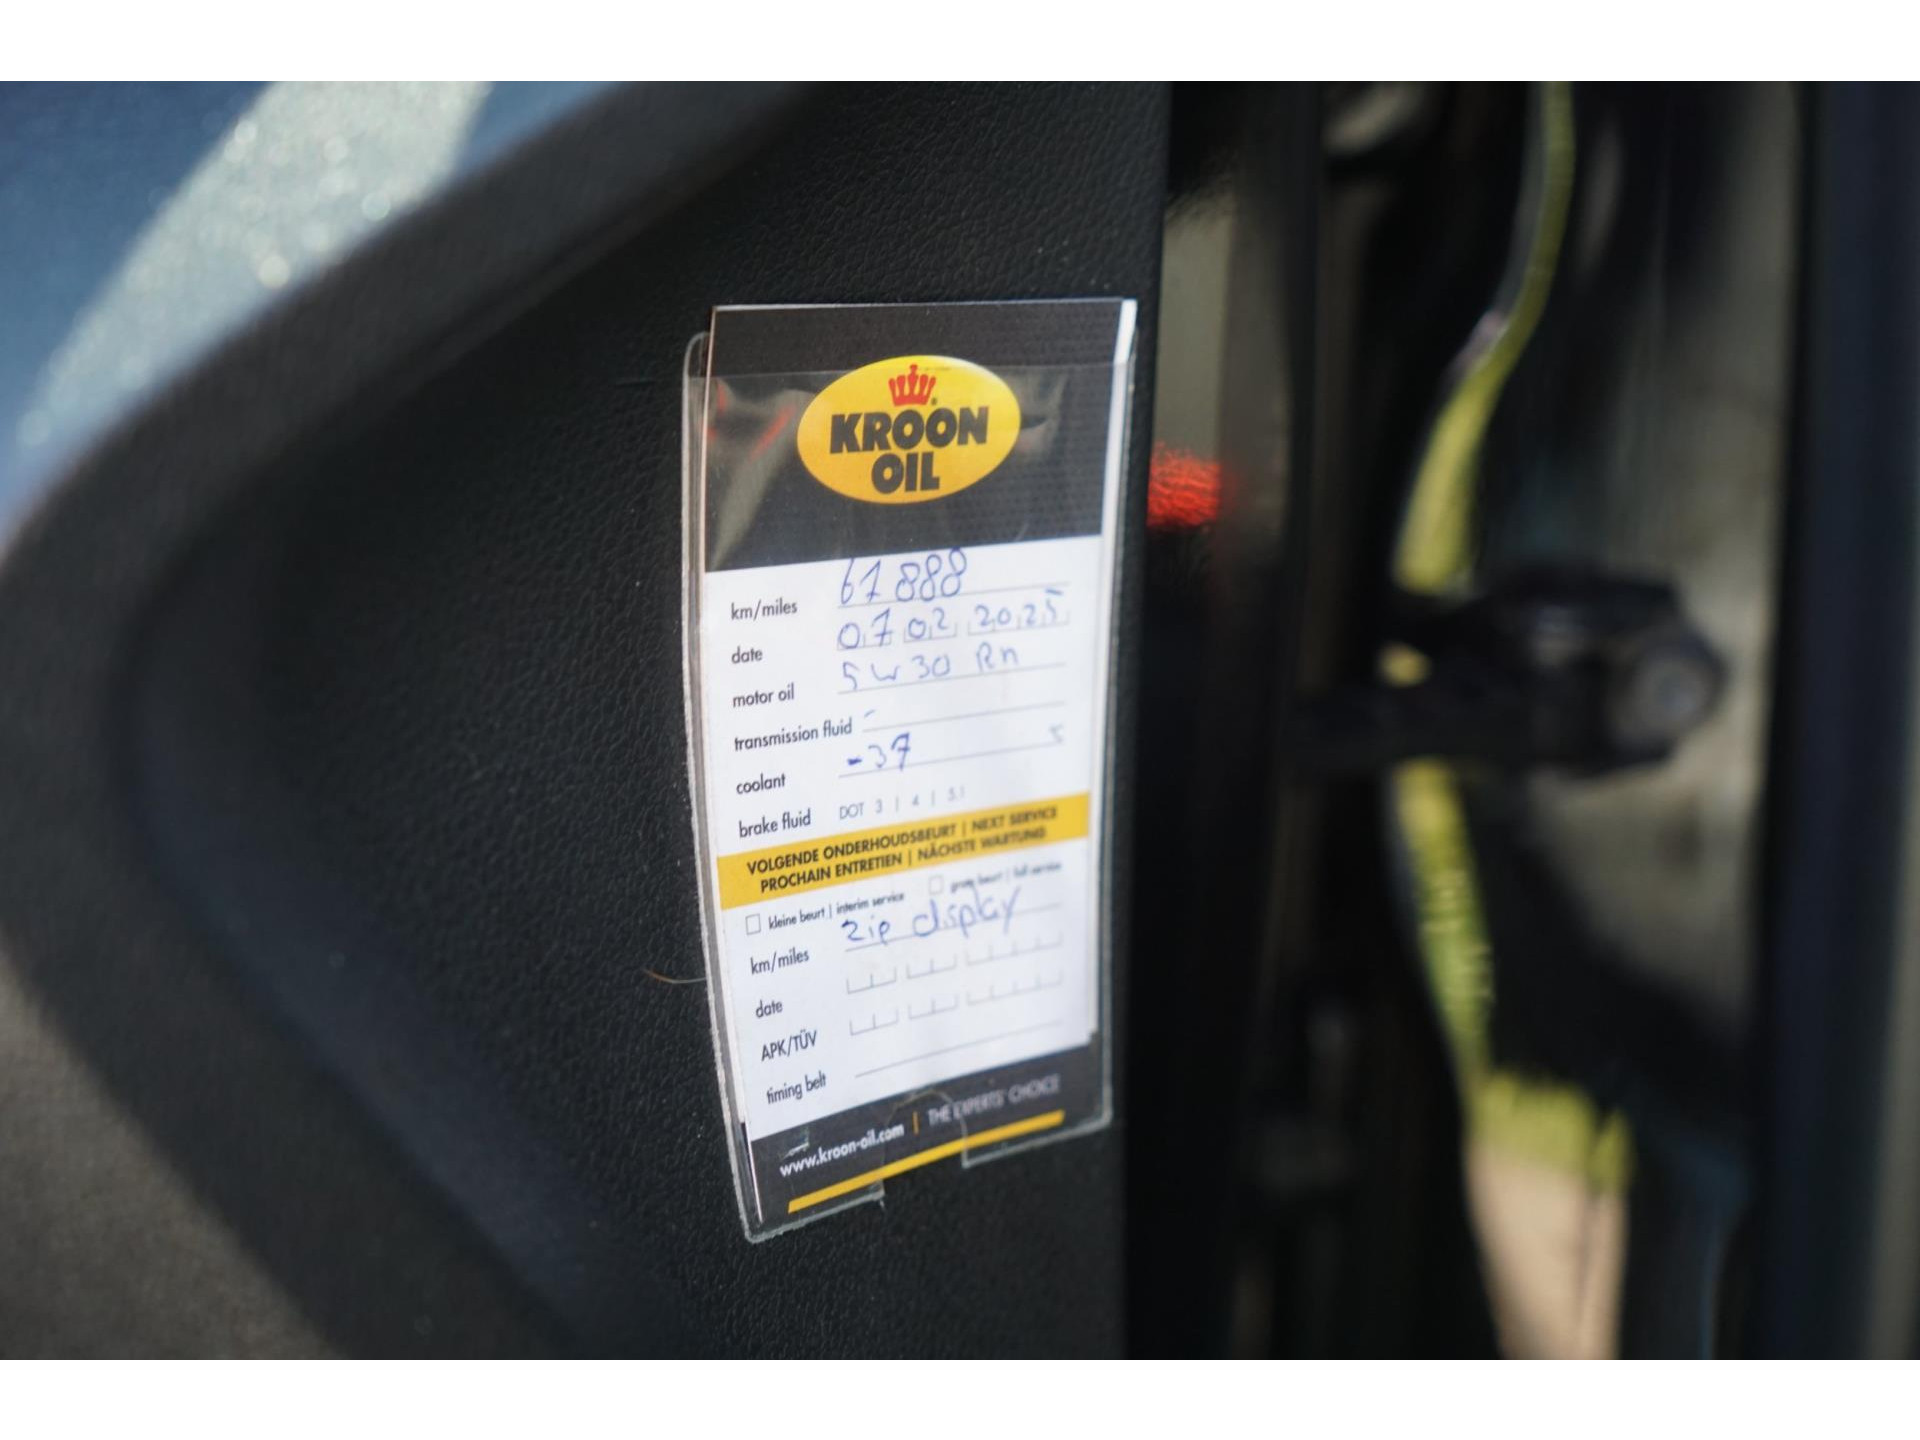 KROON
OIL
km/miles 61888
date 07 02 2025
motor oil 5W30 Rn
transmission fluid -
coolant -37
brake fluid DOT 3 | 4 | 5.1
VOLGENDE ONDERHOUDSBEURT | NEXT SERVICE
PROCHAIN ENTRETIEN | NÄCHSTE WARTUNG
kleine beurt | interim service grote beurt | full service
km/miles zie display
date
APK/TÜV
timing belt
www.kroon-oil.com | THE EXPERTS' CHOICE